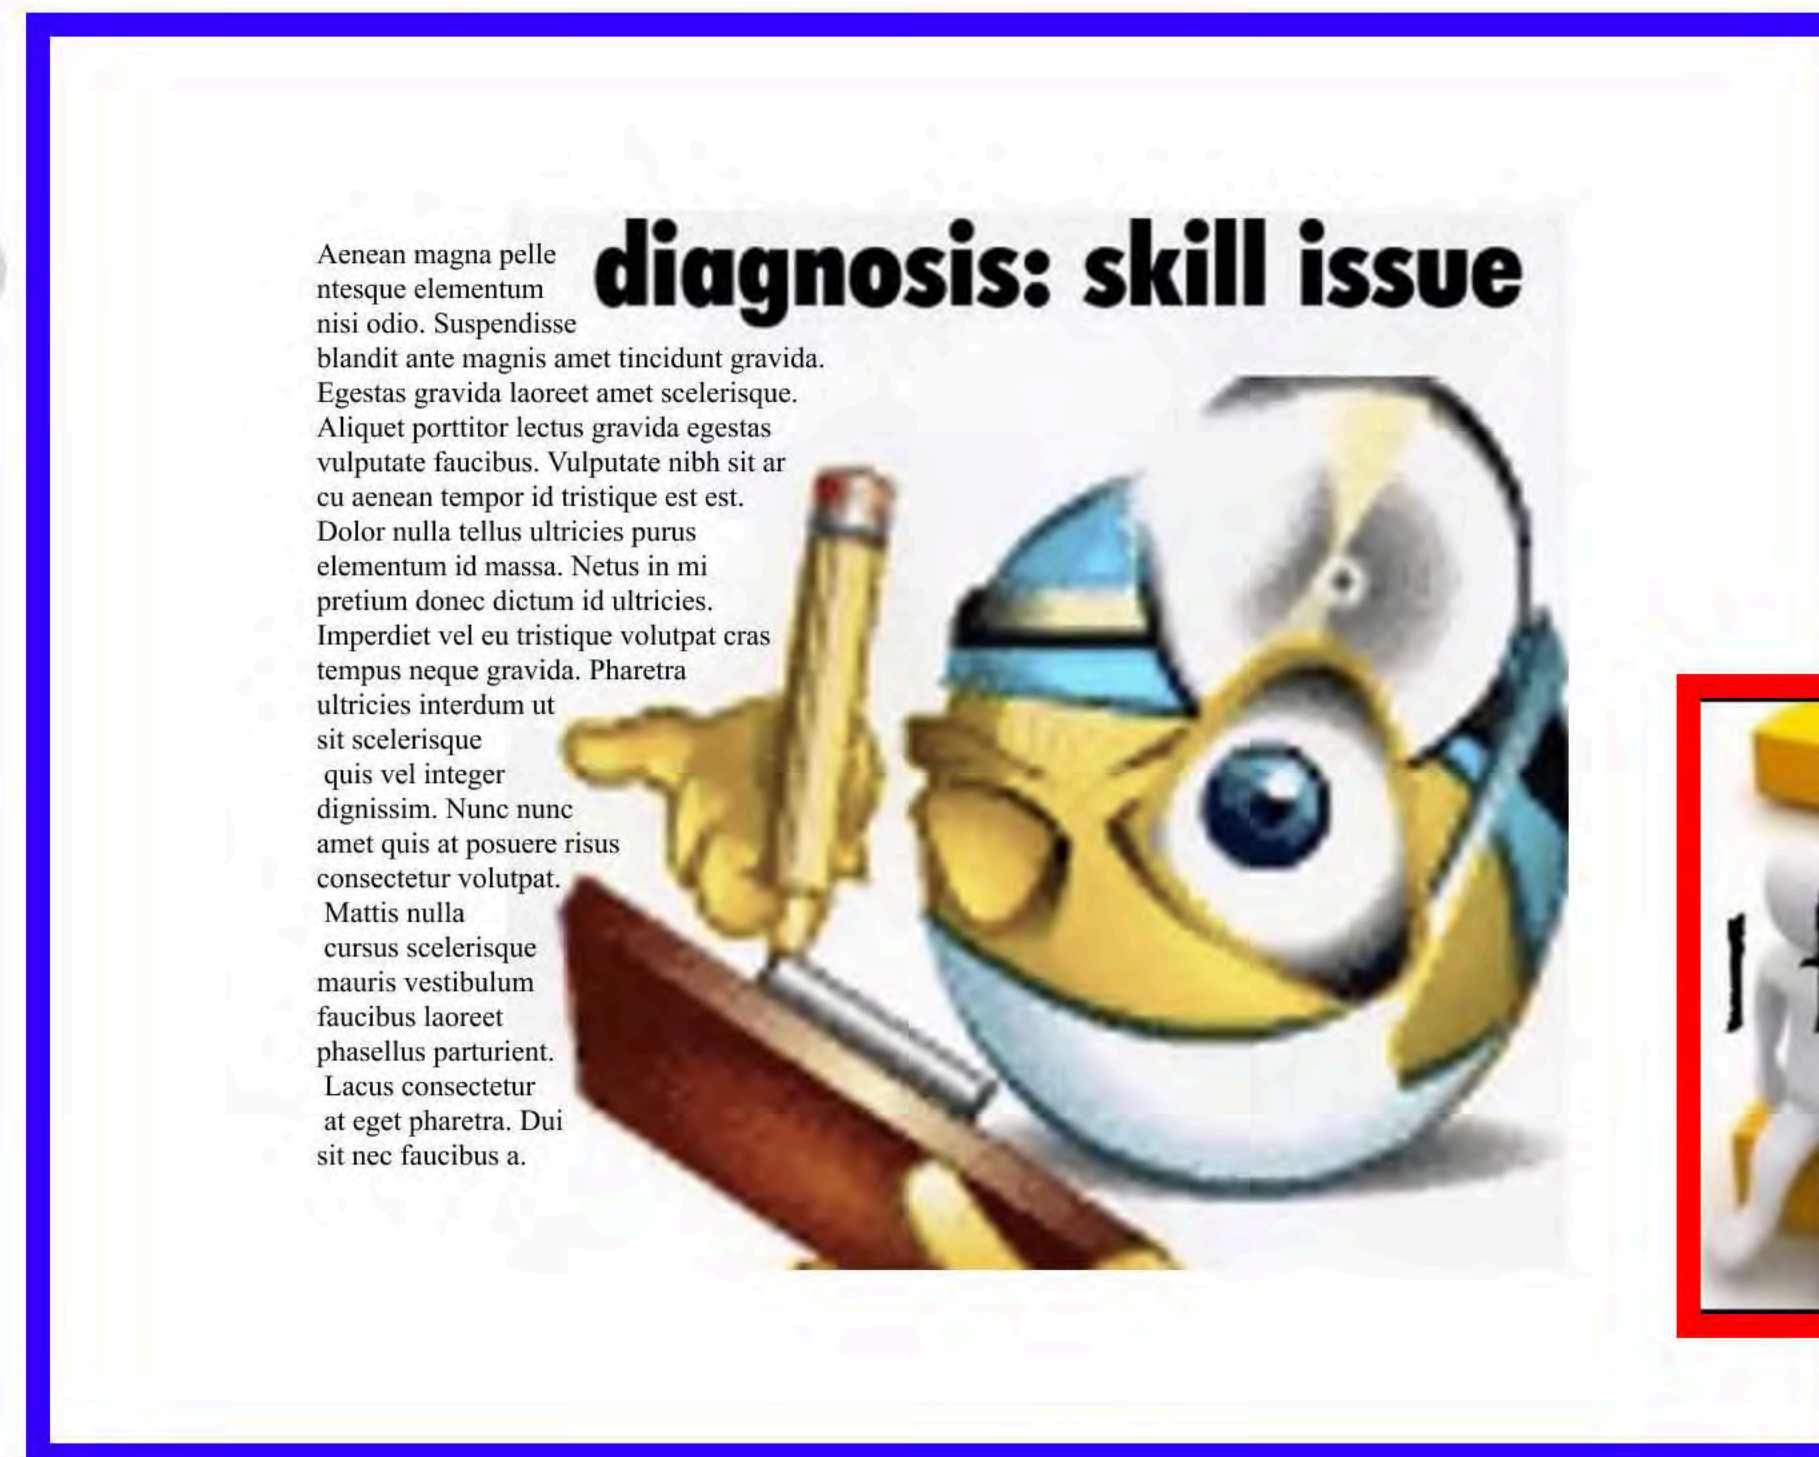 diagnosis: skill issue
Aenean magna pelle
ntesque elementum
nisi odio. Suspendisse
blandit ante magnis amet tincidunt gravida.
Egestas gravida laoreet amet scelerisque.
Aliquet porttitor lectus gravida egestas
vulputate faucibus. Vulputate nibh sit ar
cu aenean tempor id tristique est est.
Dolor nulla tellus ultricies purus
elementum id massa. Netus in mi
pretium donec dictum id ultricies.
Imperdiet vel eu tristique volutpat cras
tempus neque gravida. Pharetra
ultricies interdum ut
sit scelerisque
quis vel integer
dignissim. Nunc nunc
amet quis at posuere risus
consectetur volutpat.
Mattis nulla
cursus scelerisque
mauris vestibulum
faucibus laoreet
phasellus parturient.
Lacus consectetur
at eget pharetra. Dui
sit nec faucibus a.